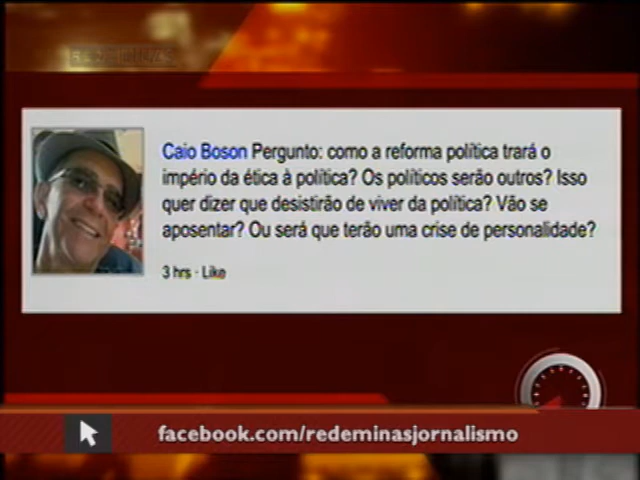 Caio Boson Pergunto: como a reforma política trará o
império da ética à política? Os políticos serão outros? Isso
quer dizer que desistirão de viver da política? Vão se
aposentar? Ou será que terão uma crise de personalidade?
3 hrs · Like
facebook.com/redeminasjornalismo